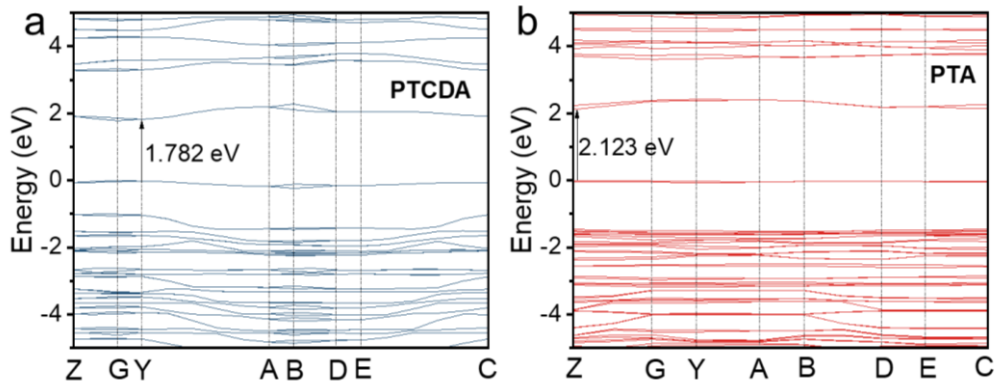 a
PTCDA
1.782 eV
Energy (eV)
4
2
0
-2
-4
Z G Y A B D E C
b
PTA
2.123 eV
Energy (eV)
4
2
0
-2
-4
Z G Y A B D E C